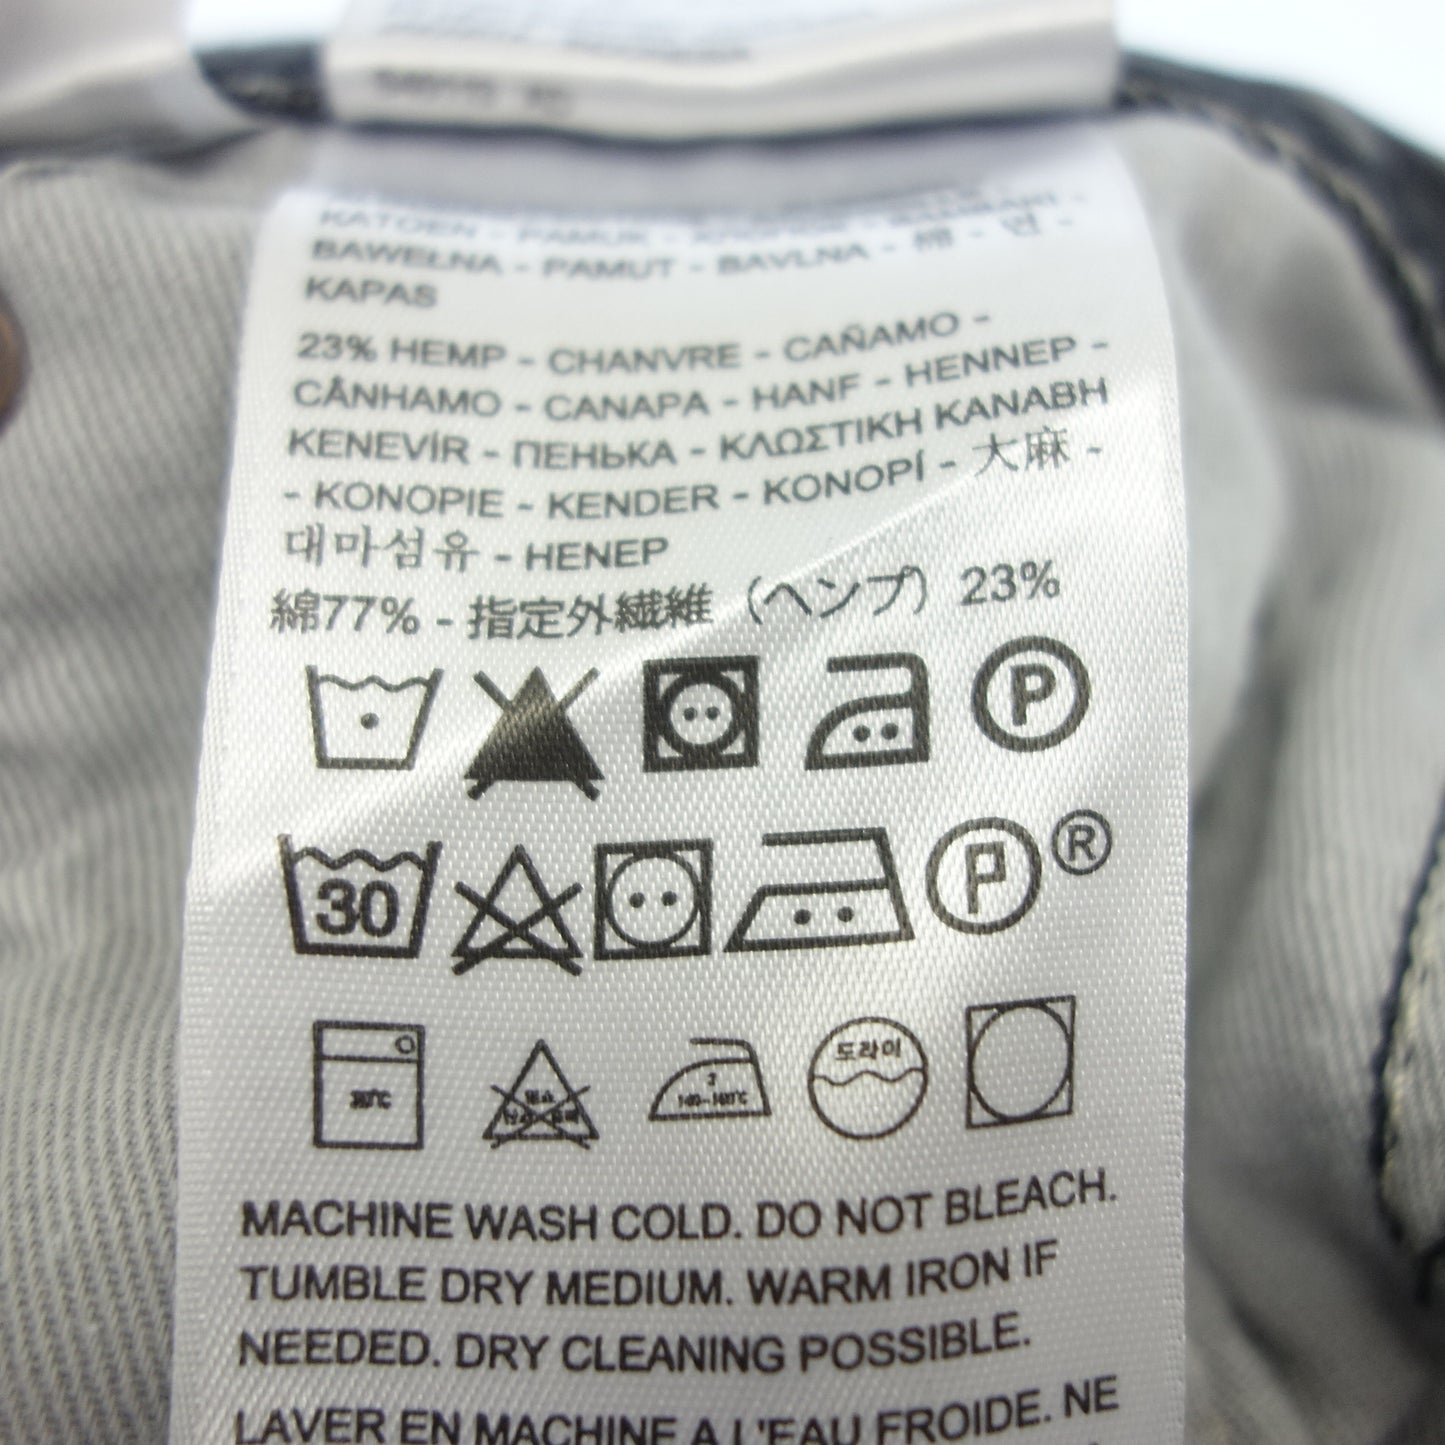 KATOEN - PAMUK -
BAWEŁNA - PAMUT - BAVLNA - 綿 - 면 -
KAPAS
23% HEMP - CHANVRE - CAÑAMO -
CÂNHAMO - CANAPA - HANF - HENNEP -
KENEVİR - ПЕНЬКА - ΚΛΩΣΤΙΚΗ ΚΑΝΑΒΗ
- KONOPIE - KENDER - KONOPÍ - 大麻 -
대마섬유 - HENEP
綿77% - 指定外繊維（ヘンプ）23%
P
30 P ®
도라이
MACHINE WASH COLD. DO NOT BLEACH.
TUMBLE DRY MEDIUM. WARM IRON IF
NEEDED. DRY CLEANING POSSIBLE.
LAVER EN MACHINE A L'EAU FROIDE. NE